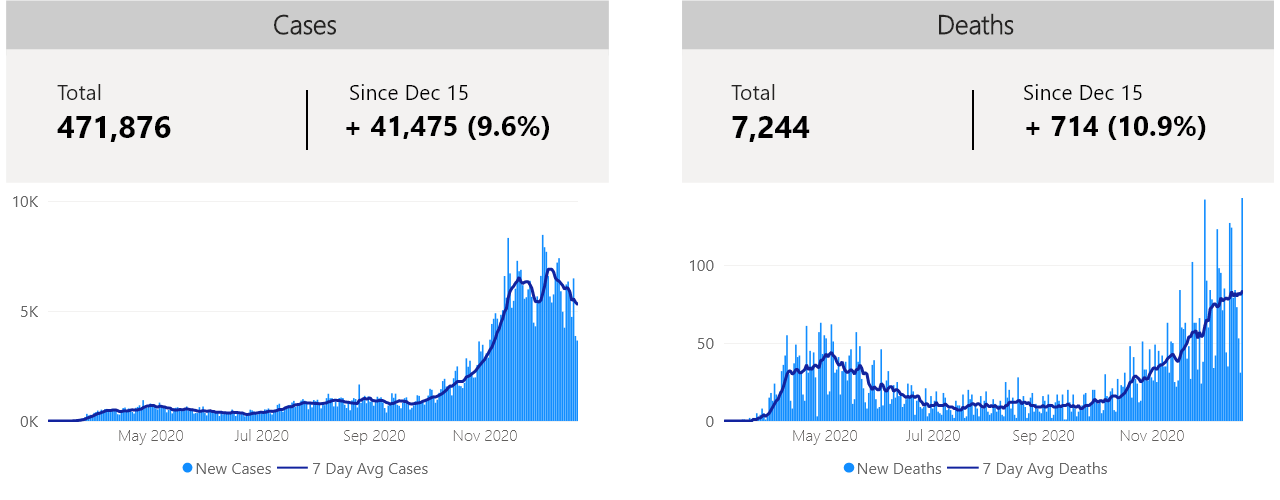 Cases
Total
471,876
Since Dec 15
+ 41,475 (9.6%)
10K
5K
0K
May 2020
Jul 2020
Sep 2020
Nov 2020
New Cases
7 Day Avg Cases
Deaths
Total
7,244
Since Dec 15
+ 714 (10.9%)
100
50
0
May 2020
Jul 2020
Sep 2020
Nov 2020
New Deaths
7 Day Avg Deaths